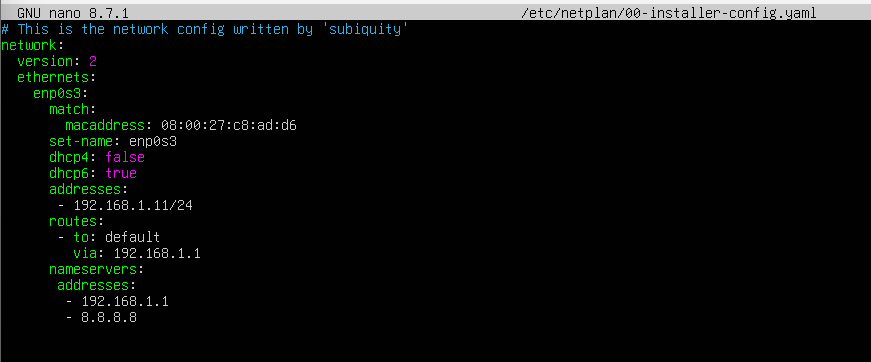 GNU nano 8.7.1 /etc/netplan/00-installer-config.yaml
# This is the network config written by 'subiquity'
network:
  version: 2
  ethernets:
    enp0s3:
      match:
        macaddress: 08:00:27:c8:ad:d6
      set-name: enp0s3
      dhcp4: false
      dhcp6: true
      addresses:
       - 192.168.1.11/24
      routes:
       - to: default
         via: 192.168.1.1
      nameservers:
       addresses:
        - 192.168.1.1
        - 8.8.8.8